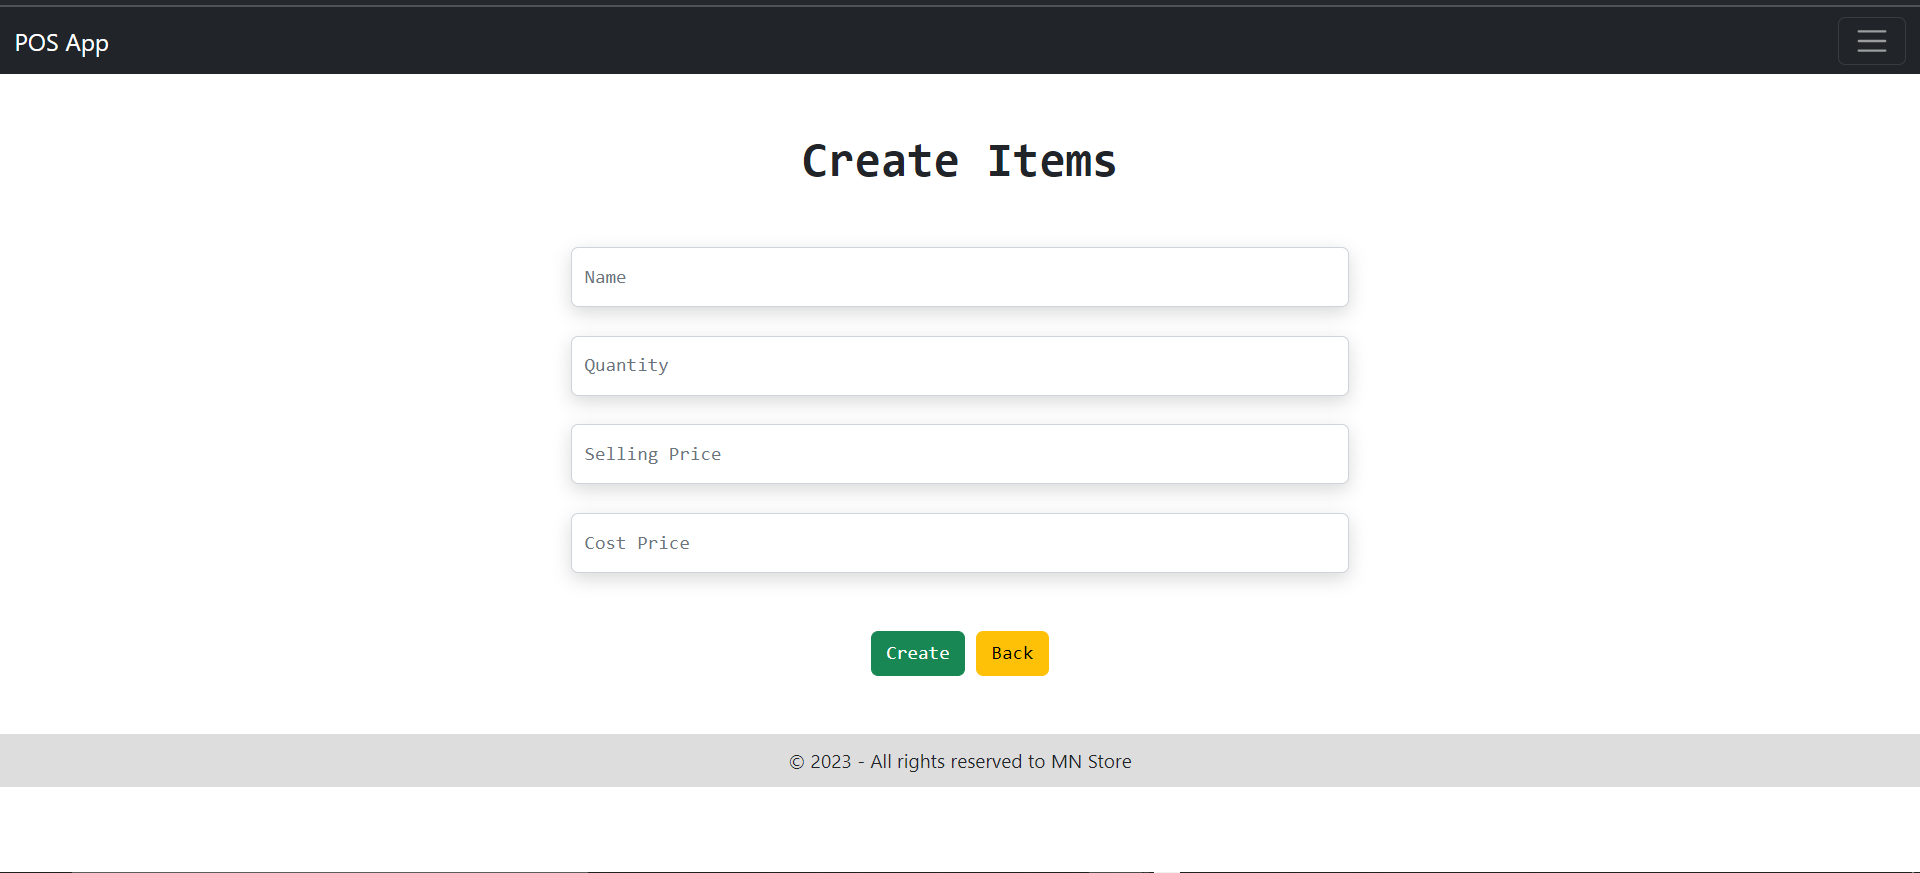 POS App
Create Items
Name
Quantity
Selling Price
Cost Price
Create Back
© 2023 - All rights reserved to MN Store